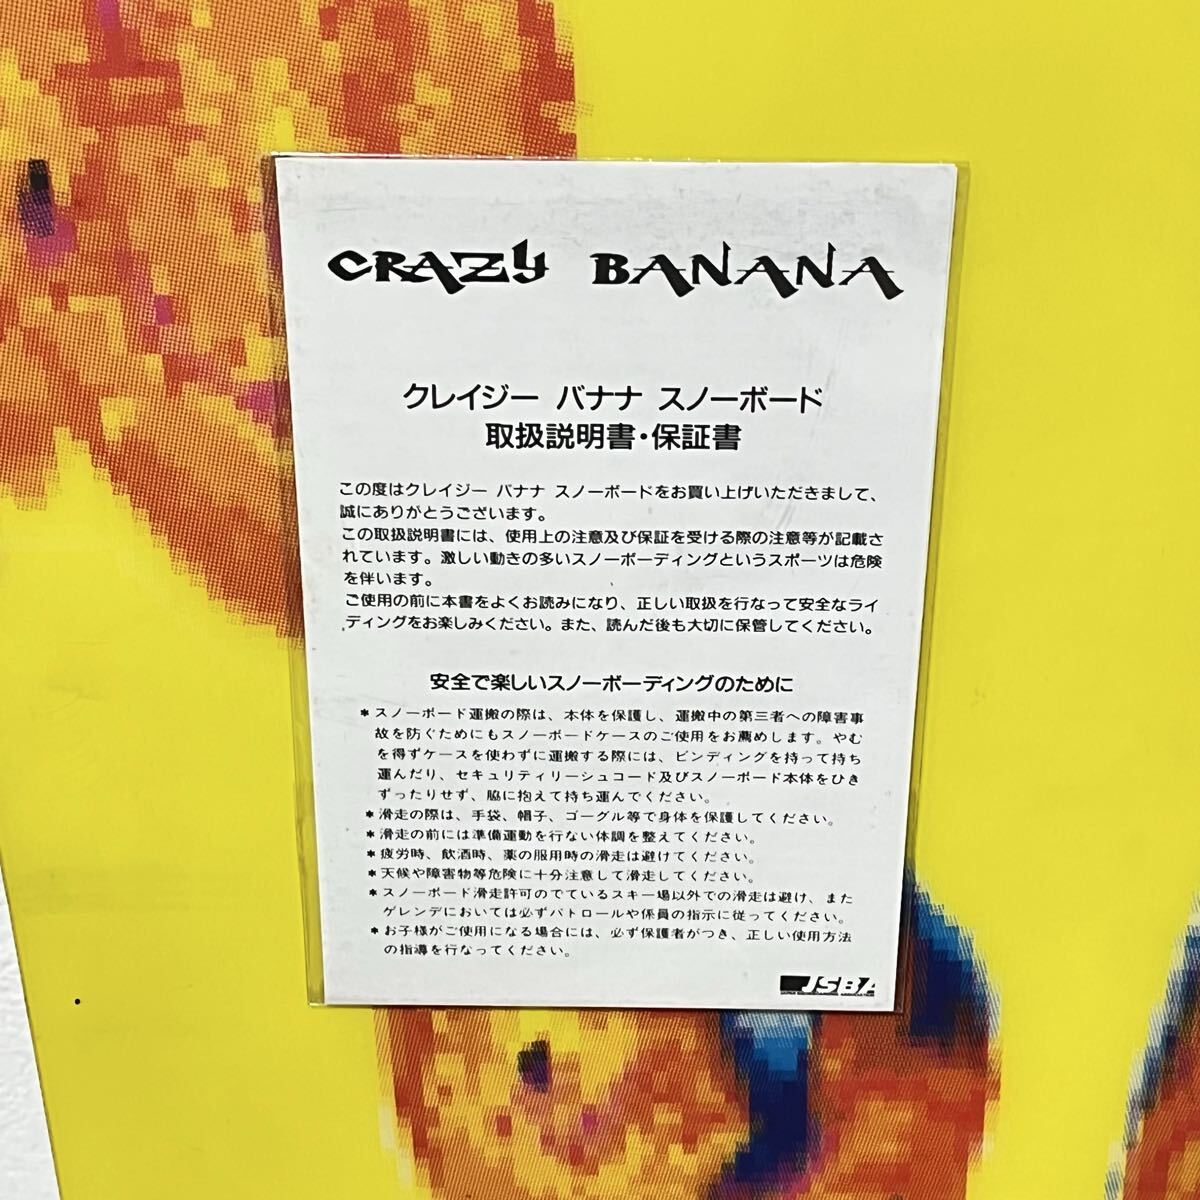 CRAZY BANANA
クレイジー バナナ スノーボード
取扱説明書・保証書
この度はクレイジー バナナ スノーボードをお買い上げいただきまして、
誠にありがとうございます。
この取扱説明書には、使用上の注意及び保証を受ける際の注意等が記載さ
れています。激しい動きの多いスノーボーディングというスポーツは危険
を伴います。
ご使用の前に本書をよくお読みになり、正しい取扱を行なって安全なライ
ディングをお楽しみください。また、読んだ後も大切に保管してください。
安全で楽しいスノーボーディングのために
＊スノーボード運搬の際は、本体を保護し、運搬中の第三者への障害事
故を防ぐためにもスノーボードケースのご使用をお薦めします。やむ
を得ずケースを使わずに運搬する際には、ビンディングを持って持ち
運んだり、セキュリティリーシュコード及びスノーボード本体をひき
ずったりせず、脇に抱えて持ち運んでください。
＊滑走の際は、手袋、帽子、ゴーグル等で身体を保護してください。
＊滑走の前には準備運動を行ない体調を整えてください。
＊疲労時、飲酒時、薬の服用時の滑走は避けてください。
＊天候や障害物等危険に十分注意して滑走してください。
＊スノーボード滑走許可のでているスキー場以外での滑走は避け、また
ゲレンデにおいては必ずパトロールや係員の指示に従ってください。
＊お子様がご使用になる場合には、必ず保護者がつき、正しい使用方法
の指導を行なってください。
JSBA